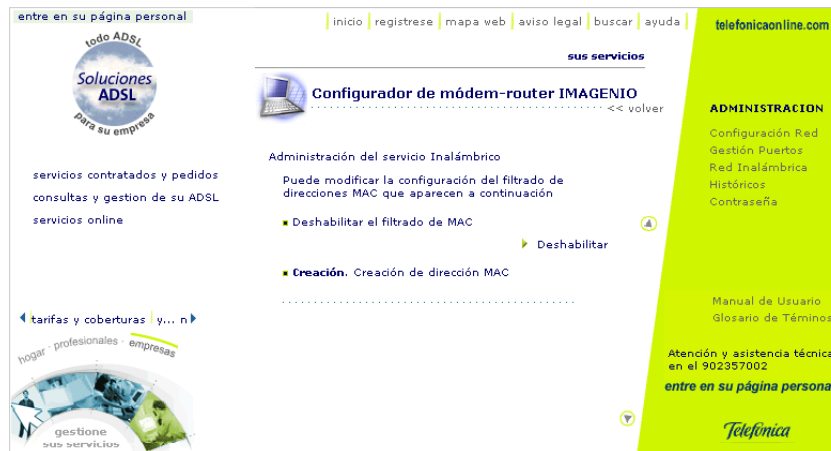 entre en su página personal
inicio registrese mapa web aviso legal buscar ayuda
telefonicaonline.com
todo ADSL
Soluciones
ADSL
para su empresa
sus servicios
Configurador de módem-router IMAGENIO
<< volver
servicios contratados y pedidos
consultas y gestion de su ADSL
servicios online
Administración del servicio Inalámbrico
Puede modificar la configuración del filtrado de
direcciones MAC que aparecen a continuación
Deshabilitar el filtrado de MAC
Deshabilitar
Creación. Creación de dirección MAC
ADMINISTRACION
Configuración Red
Gestión Puertos
Red Inalámbrica
Históricos
Contraseña
tarifas y coberturas y... n
hogar · profesionales · empresas
gestione
sus servicios
Manual de Usuario
Glosario de Téminos
Atención y asistencia técnica
en el 902357002
entre en su página persona
Telefónica